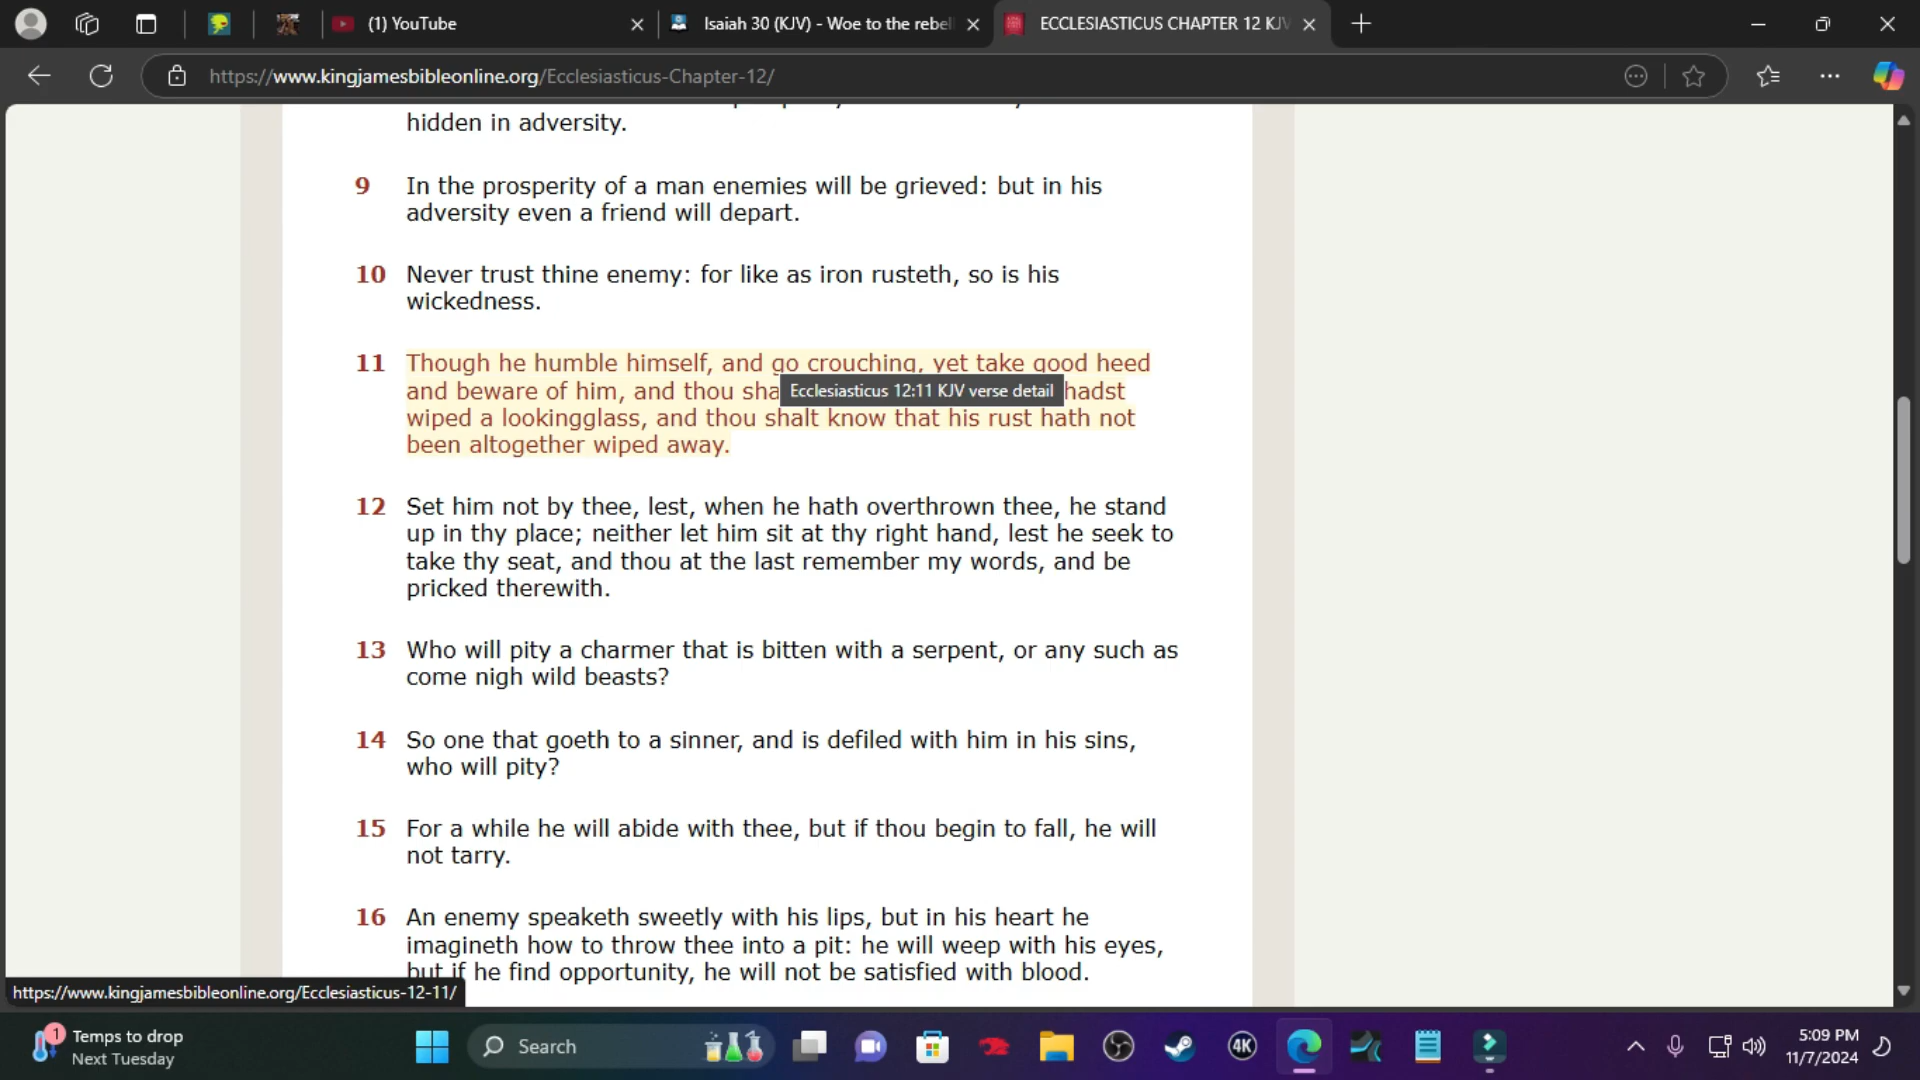 (1) YouTube
Isaiah 30 (KJV) - Woe to the rebel
ECCLESIASTICUS CHAPTER 12 KJV
https://www.kingjamesbibleonline.org/Ecclesiasticus-Chapter-12/
hidden in adversity.
9 In the prosperity of a man enemies will be grieved: but in his
adversity even a friend will depart.
10 Never trust thine enemy: for like as iron rusteth, so is his
wickedness.
11 Though he humble himself, and go crouching, yet take good heed
and beware of him, and thou sha
Ecclesiasticus 12:11 KJV verse detail
hadst
wiped a lookingglass, and thou shalt know that his rust hath not
been altogether wiped away.
12 Set him not by thee, lest, when he hath overthrown thee, he stand
up in thy place; neither let him sit at thy right hand, lest he seek to
take thy seat, and thou at the last remember my words, and be
pricked therewith.
13 Who will pity a charmer that is bitten with a serpent, or any such as
come nigh wild beasts?
14 So one that goeth to a sinner, and is defiled with him in his sins,
who will pity?
15 For a while he will abide with thee, but if thou begin to fall, he will
not tarry.
16 An enemy speaketh sweetly with his lips, but in his heart he
imagineth how to throw thee into a pit: he will weep with his eyes,
but if he find opportunity, he will not be satisfied with blood.
https://www.kingjamesbibleonline.org/Ecclesiasticus-12-11/
1
Temps to drop
Next Tuesday
Search
4K
5:09 PM
11/7/2024